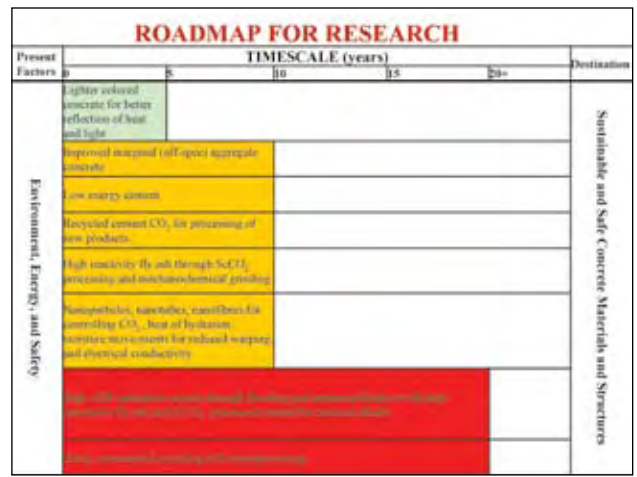 ROADMAP FOR RESEARCH
Present
Factors
TIMESCALE (years)
0 5 10 15 20+
Destination
Lighter colored
concrete for better
reflection of heat
and light
Improved marginal (off-spec) aggregate
concrete
Low energy cement
Recycled cement CO₂ for processing of
new products
High reactivity fly ash through ScCO₂
processing and mechanochemical grinding
Nanoparticles, nanotubes, nanofibres for
controlling CO₂, heat of hydration
moisture movements for reduced warping
and electrical conductivity
Environment, Energy, and Safety
Sustainable and Safe Concrete Materials and Structures